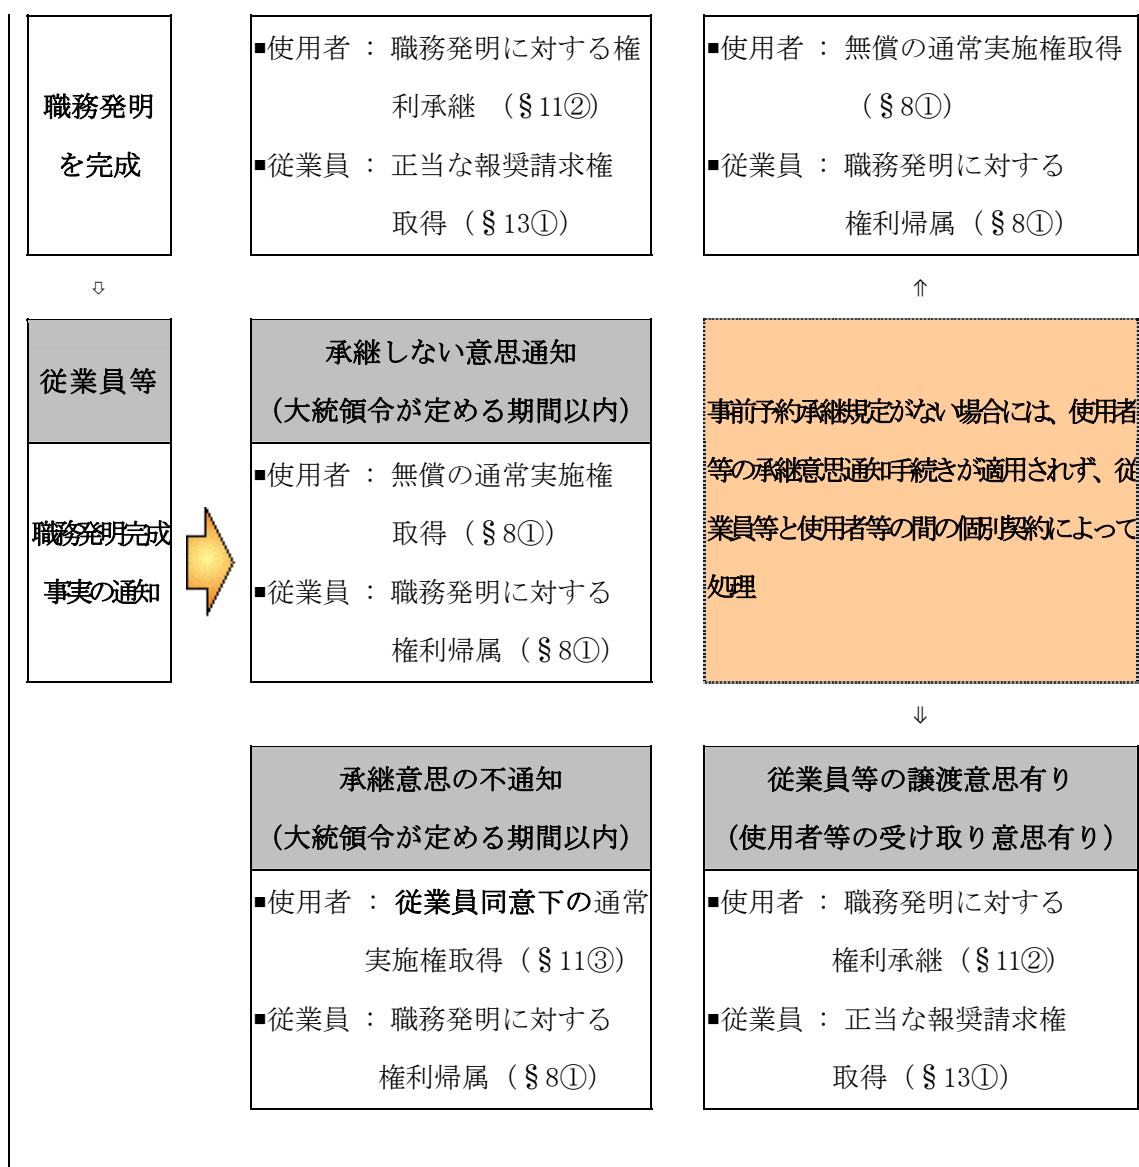 職務発明
を完成
■使用者 : 職務発明に対する権
利承継 (§11②)
■従業員 : 正当な報奨請求権
取得 (§13①)
■使用者 : 無償の通常実施権取得
(§8①)
■従業員 : 職務発明に対する
権利帰属 (§8①)
⇩
⇑
従業員等
職務発明完成
事実の通知
承継しない意思通知
(大統領令が定める期間以内)
■使用者 : 無償の通常実施権
取得 (§8①)
■従業員 : 職務発明に対する
権利帰属 (§8①)
事前予約承継規定がない場合には、使用者
等の承継意思通知手続きが適用されず、従
業員等と使用者等の間の個別契約によって
処理
⇓
承継意思の不通知
(大統領令が定める期間以内)
■使用者 : 従業員同意下の通常
実施権取得 (§11③)
■従業員 : 職務発明に対する
権利帰属 (§8①)
従業員等の譲渡意思有り
(使用者等の受け取り意思有り)
■使用者 : 職務発明に対する
権利承継 (§11②)
■従業員 : 正当な報奨請求権
取得 (§13①)